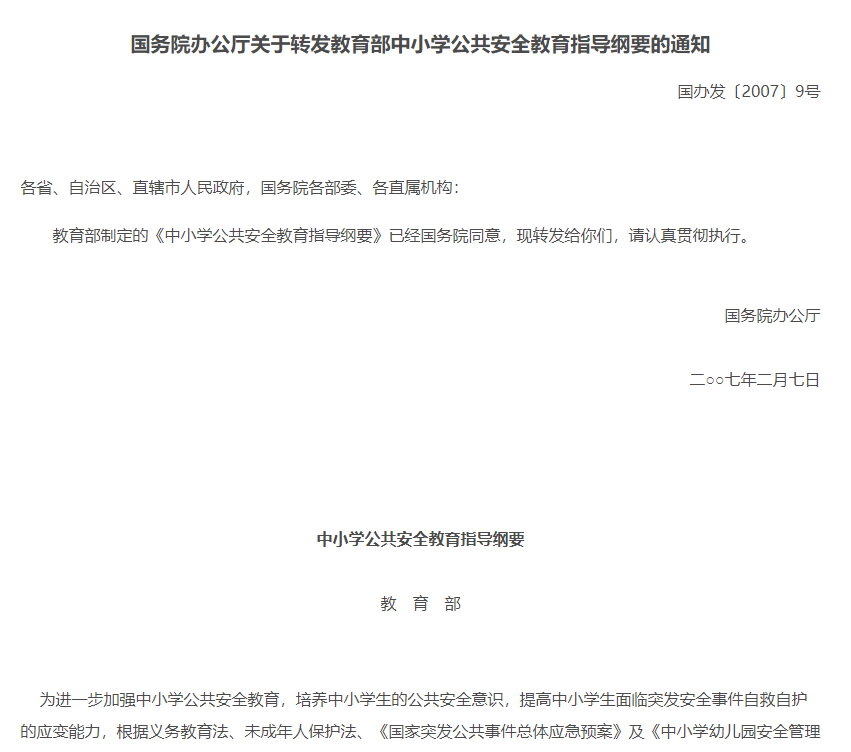 国务院办公厅关于转发教育部中小学公共安全教育指导纲要的通知
国办发〔2007〕9号
各省、自治区、直辖市人民政府，国务院各部委、各直属机构：
教育部制定的《中小学公共安全教育指导纲要》已经国务院同意，现转发给你们，请认真贯彻执行。
国务院办公厅
二○○七年二月七日
中小学公共安全教育指导纲要
教　育　部
为进一步加强中小学公共安全教育，培养中小学生的公共安全意识，提高中小学生面临突发安全事件自救自护
的应变能力，根据义务教育法、未成年人保护法、《国家突发公共事件总体应急预案》及《中小学幼儿园安全管理